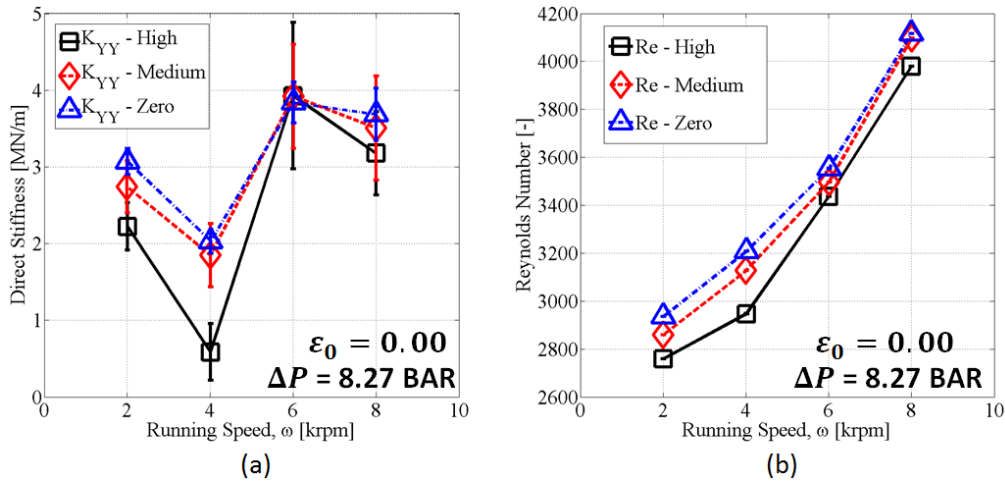 5
4
3
2
1
0
0
2
4
6
8
10
Direct Stiffness [MN/m]
K_YY - High
K_YY - Medium
K_YY - Zero
ε₀ = 0.00
ΔP = 8.27 BAR
Running Speed, ω [krpm]
(a)
4200
4000
3800
3600
3400
3200
3000
2800
2600
0
2
4
6
8
10
Reynolds Number [-]
Re - High
Re - Medium
Re - Zero
ε₀ = 0.00
ΔP = 8.27 BAR
Running Speed, ω [krpm]
(b)